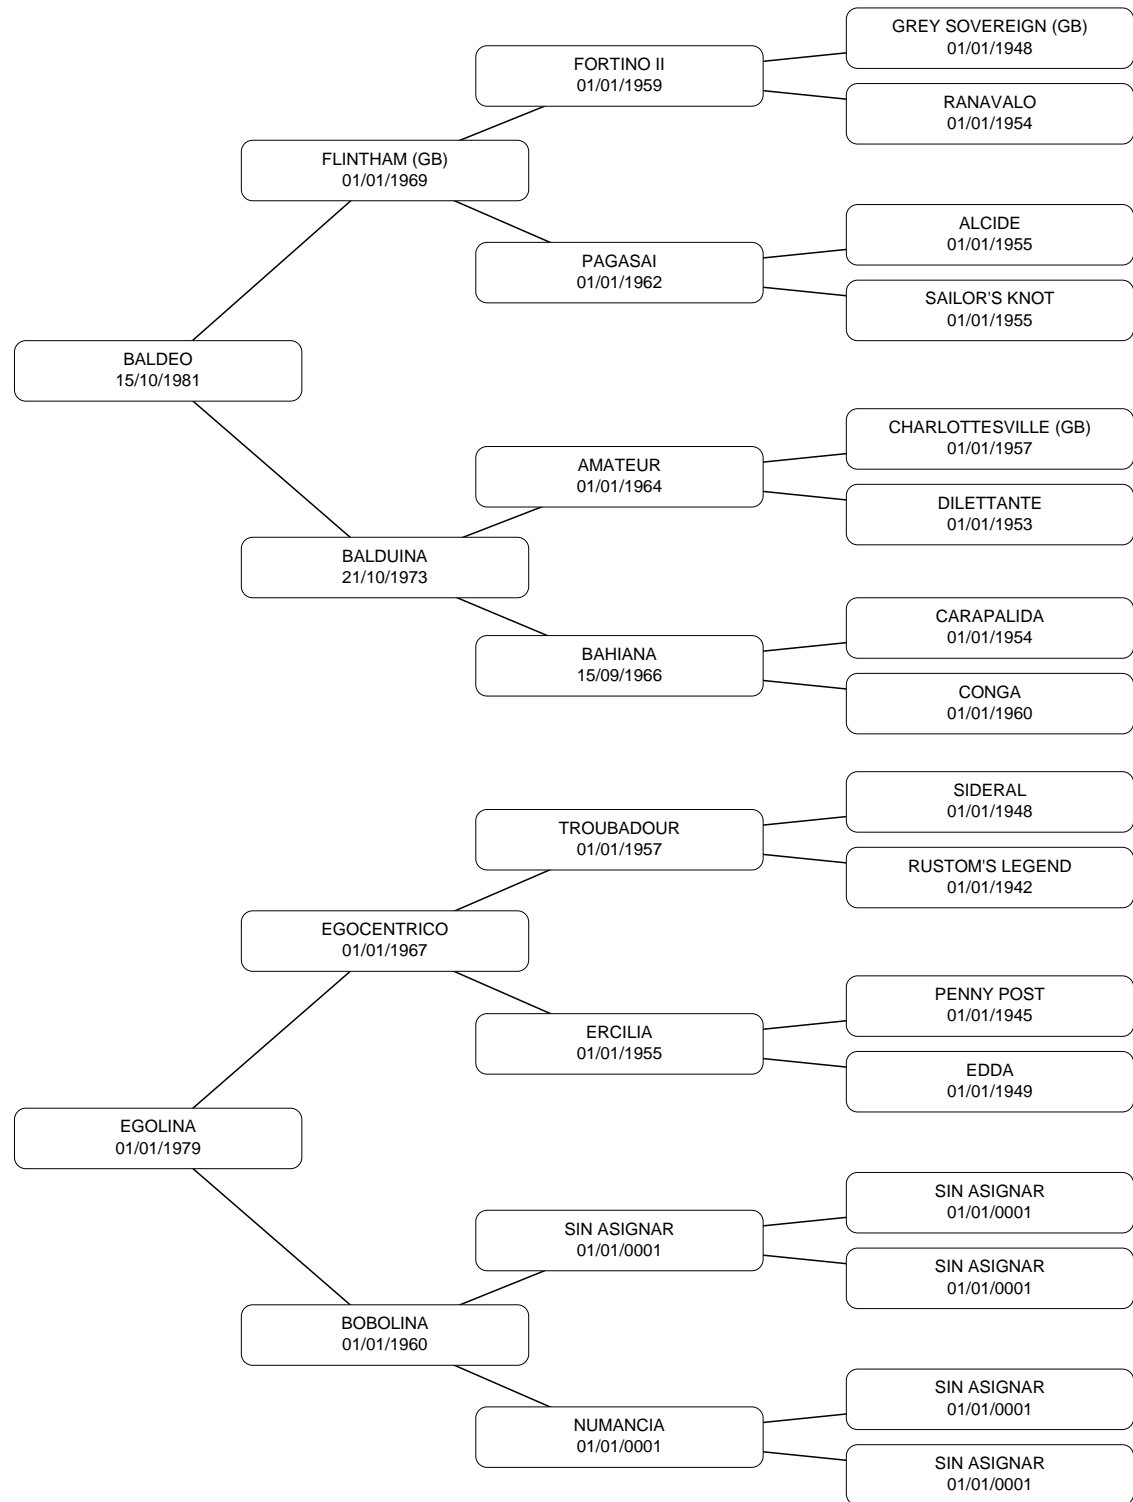 GREY SOVEREIGN (GB)
01/01/1948
FORTINO II
01/01/1959
RANAVALO
01/01/1954
FLINTHAM (GB)
01/01/1969
ALCIDE
01/01/1955
PAGASAI
01/01/1962
SAILOR'S KNOT
01/01/1955
BALDEO
15/10/1981
CHARLOTTESVILLE (GB)
01/01/1957
AMATEUR
01/01/1964
DILETTANTE
01/01/1953
BALDUINA
21/10/1973
CARAPALIDA
01/01/1954
BAHIANA
15/09/1966
CONGA
01/01/1960
SIDERAL
01/01/1948
TROUBADOUR
01/01/1957
RUSTOM'S LEGEND
01/01/1942
EGOCENTRICO
01/01/1967
PENNY POST
01/01/1945
ERCILIA
01/01/1955
EDDA
01/01/1949
EGOLINA
01/01/1979
SIN ASIGNAR
01/01/0001
SIN ASIGNAR
01/01/0001
SIN ASIGNAR
01/01/0001
BOBOLINA
01/01/1960
SIN ASIGNAR
01/01/0001
NUMANCIA
01/01/0001
SIN ASIGNAR
01/01/0001